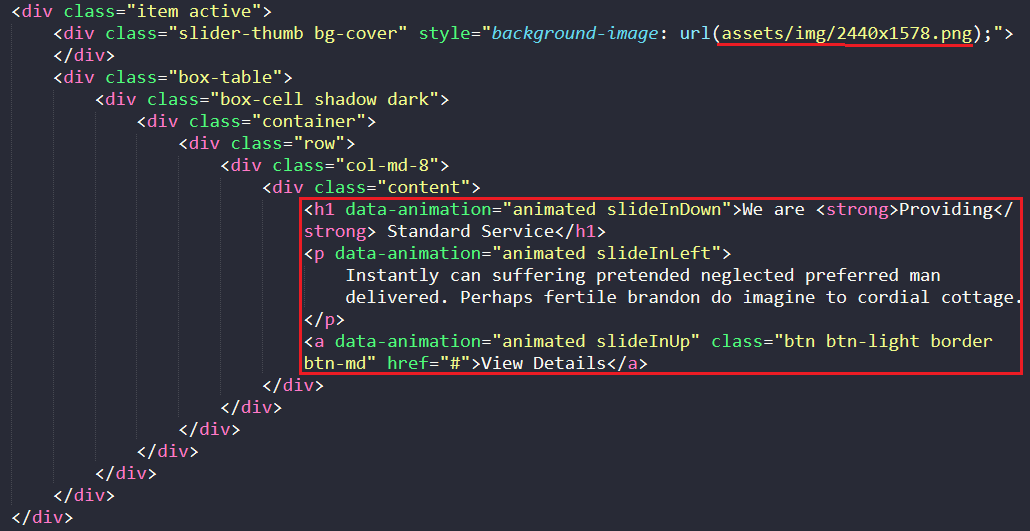 <div class="item active">
<div class="slider-thumb bg-cover" style="background-image: url(assets/img/2440x1578.png);">
</div>
<div class="box-table">
<div class="box-cell shadow dark">
<div class="container">
<div class="row">
<div class="col-md-8">
<div class="content">
<h1 data-animation="animated slideInDown">We are <strong>Providing</
strong> Standard Service</h1>
<p data-animation="animated slideInLeft">
Instantly can suffering pretended neglected preferred man
delivered. Perhaps fertile brandon do imagine to cordial cottage.
</p>
<a data-animation="animated slideInUp" class="btn btn-light border
btn-md" href="#">View Details</a>
</div>
</div>
</div>
</div>
</div>
</div>
</div>